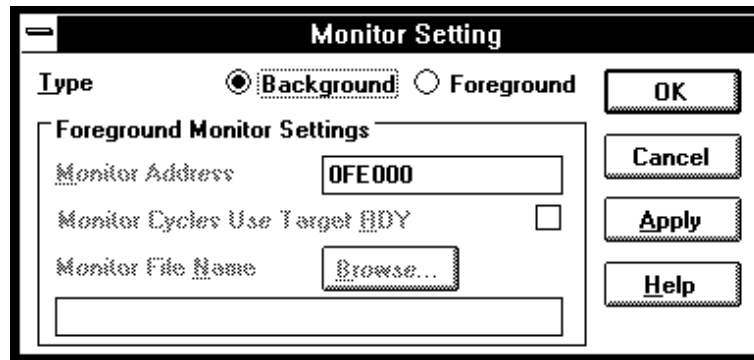 Monitor Setting
Type Background Foreground
OK
Foreground Monitor Settings
Monitor Address 0FE000
Cancel
Monitor Cycles Use Target RDY
Apply
Monitor File Name Browse...
Help